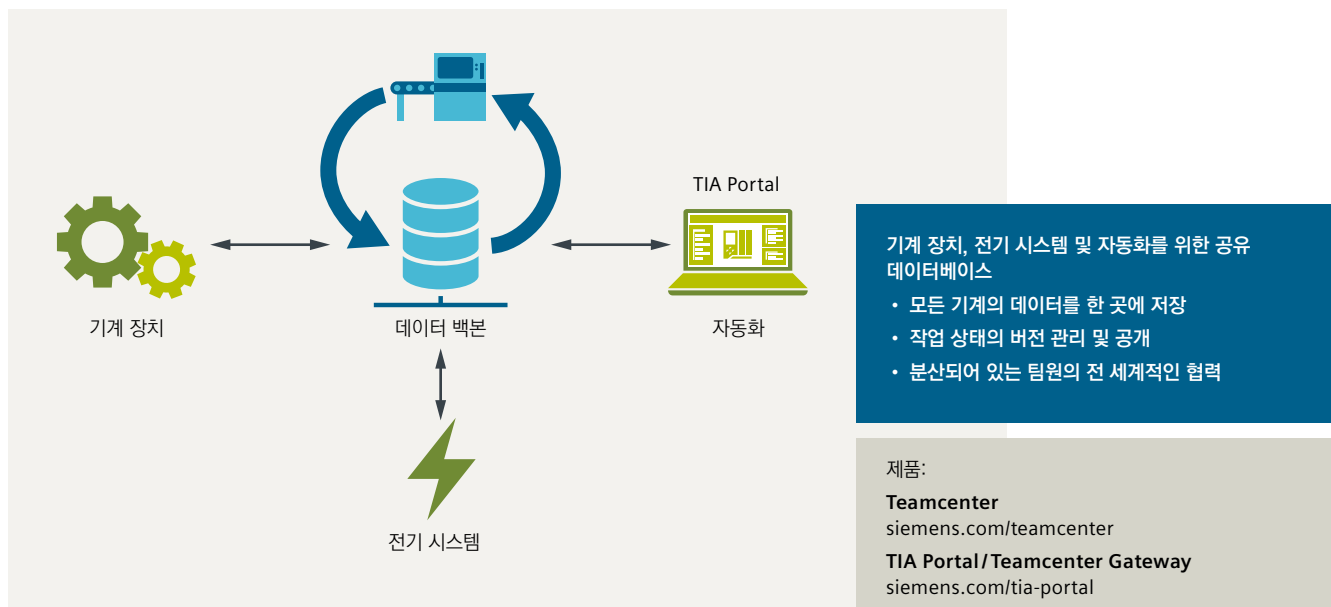 TIA Portal
기계 장치
데이터 백본
자동화
전기 시스템
기계 장치, 전기 시스템 및 자동화를 위한 공유
데이터베이스
• 모든 기계의 데이터를 한 곳에 저장
• 작업 상태의 버전 관리 및 공개
• 분산되어 있는 팀원의 전 세계적인 협력
제품:
Teamcenter
siemens.com/teamcenter
TIA Portal/Teamcenter Gateway
siemens.com/tia-portal